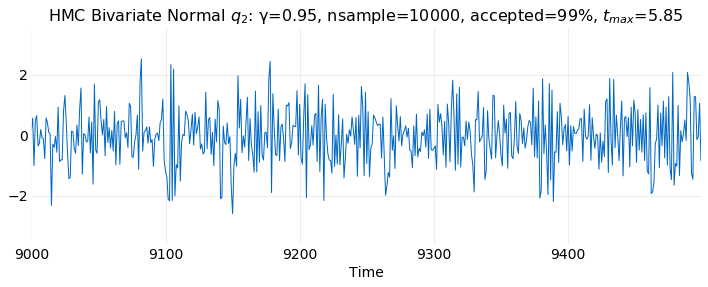 HMC Bivariate Normal q₂: γ=0.95, nsample=10000, accepted=99%, tₘₐₓ=5.85
2
0
−2
9000 9100 9200 9300 9400
Time